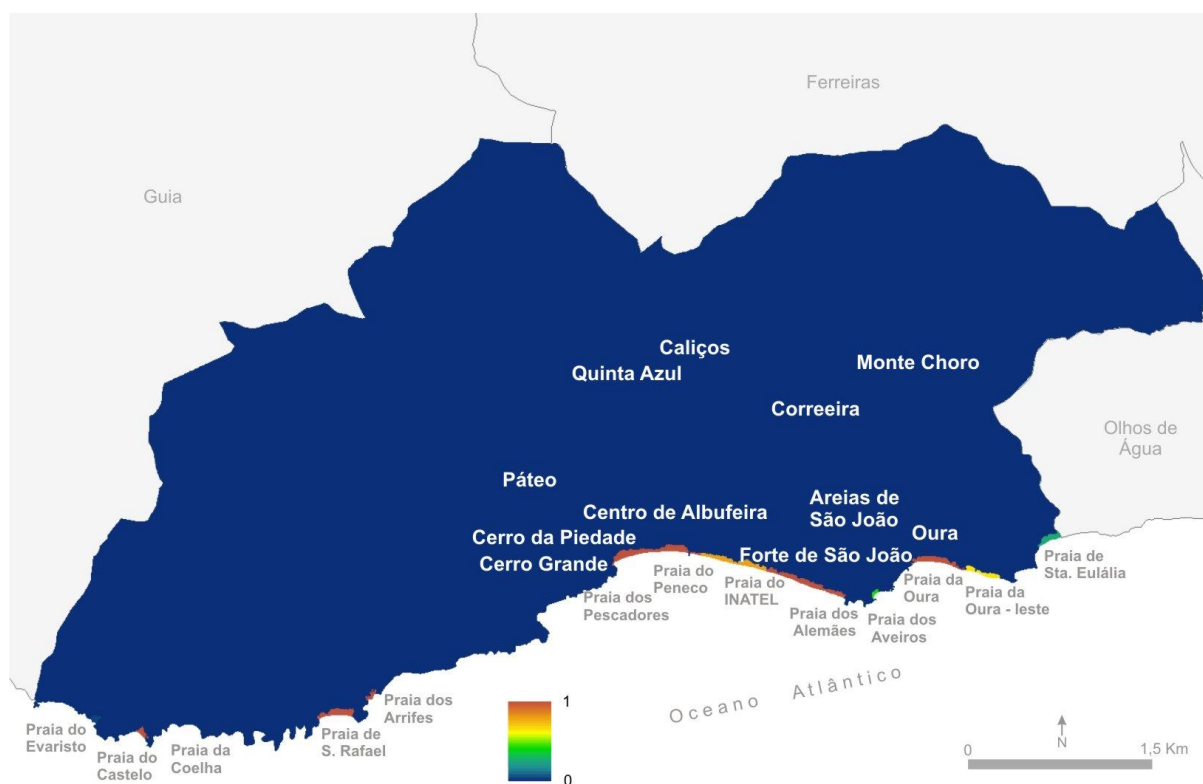 Ferreiras
Guia
Caliços
Quinta Azul
Monte Choro
Correeira
Olhos de
Água
Páteo
Areias de
São João
Centro de Albufeira
Oura
Cerro da Piedade
Forte de São João
Cerro Grande
Praia de
Sta. Eulália
Praia do
Peneco
Praia do
INATEL
Praia da
Oura
Praia da
Oura - leste
Praia dos
Pescadores
Praia dos
Alemães
Praia dos
Aveiros
Oceano Atlântico
Praia dos
Arrifes
Praia do
Evaristo
Praia do
Castelo
Praia da
Coelha
Praia de
S. Rafael
1
0
N
0
1,5 Km